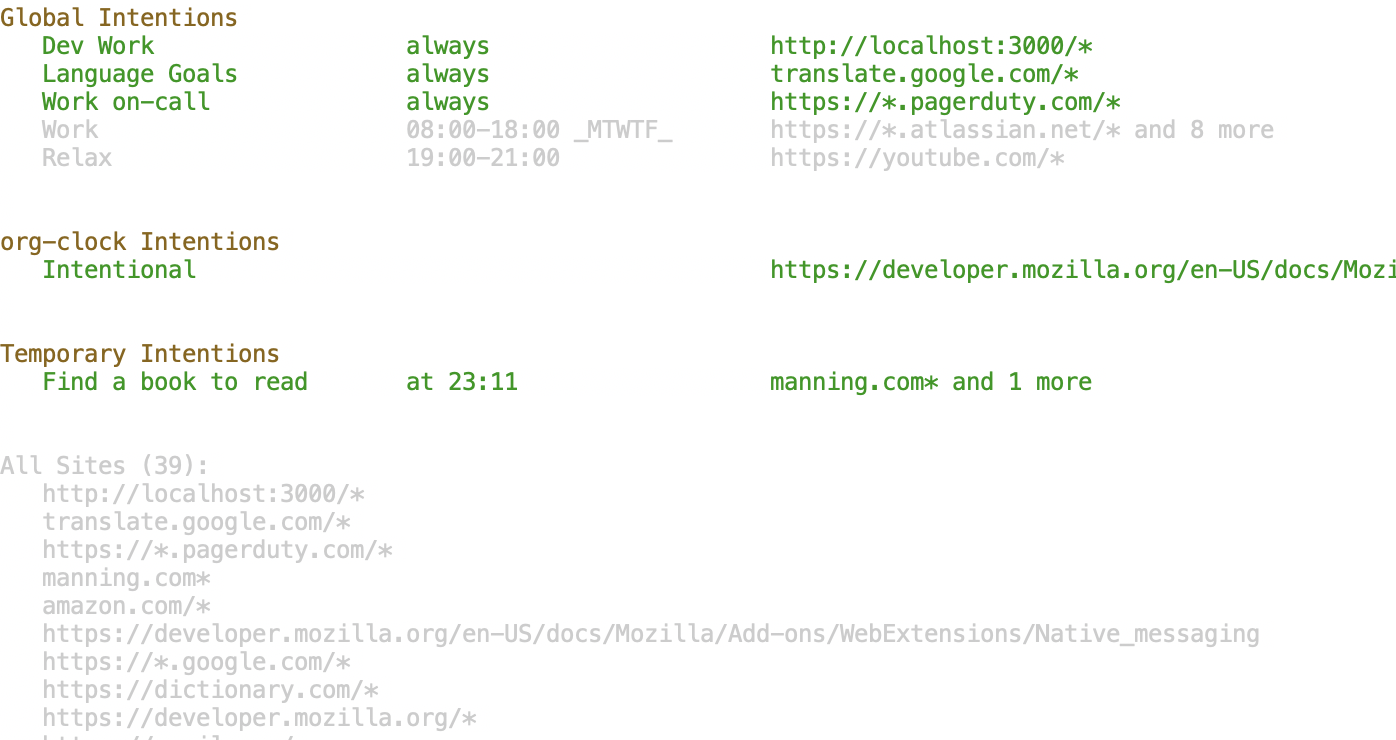 Global Intentions
Dev Work always http://localhost:3000/*
Language Goals always translate.google.com/*
Work on-call always https://*.pagerduty.com/*
Work 08:00-18:00 _MTWTF_ https://*.atlassian.net/* and 8 more
Relax 19:00-21:00 https://youtube.com/*
org-clock Intentions
Intentional https://developer.mozilla.org/en-US/docs/Mozi
Temporary Intentions
Find a book to read at 23:11 manning.com* and 1 more
All Sites (39):
http://localhost:3000/*
translate.google.com/*
https://*.pagerduty.com/*
manning.com*
amazon.com/*
https://developer.mozilla.org/en-US/docs/Mozilla/Add-ons/WebExtensions/Native_messaging
https://*.google.com/*
https://dictionary.com/*
https://developer.mozilla.org/*